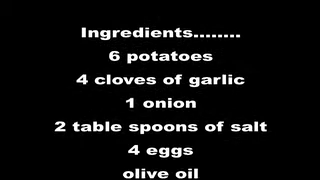 Ingredients........
6 potatoes
4 cloves of garlic
1 onion
2 table spoons of salt
4 eggs
olive oil